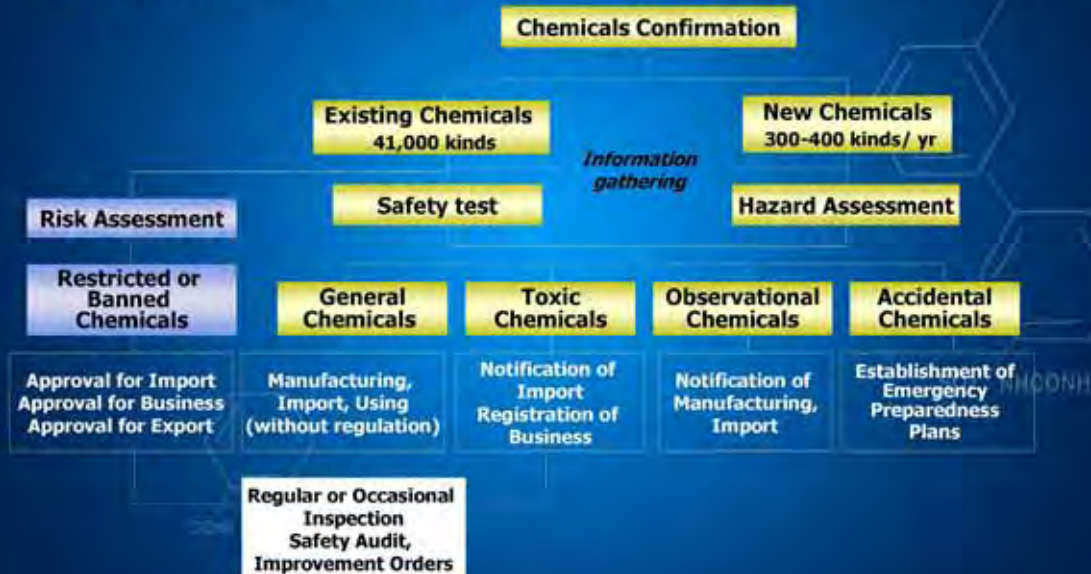 Chemicals Confirmation
Existing Chemicals
41,000 kinds
New Chemicals
300-400 kinds/ yr
Information
gathering
Risk Assessment
Safety test
Hazard Assessment
Restricted or
Banned
Chemicals
General
Chemicals
Toxic
Chemicals
Observational
Chemicals
Accidental
Chemicals
Approval for Import
Approval for Business
Approval for Export
Manufacturing,
Import, Using
(without regulation)
Notification of
Import
Registration of
Business
Notification of
Manufacturing,
Import
Establishment of
Emergency
Preparedness
Plans
Regular or Occasional
Inspection
Safety Audit,
Improvement Orders